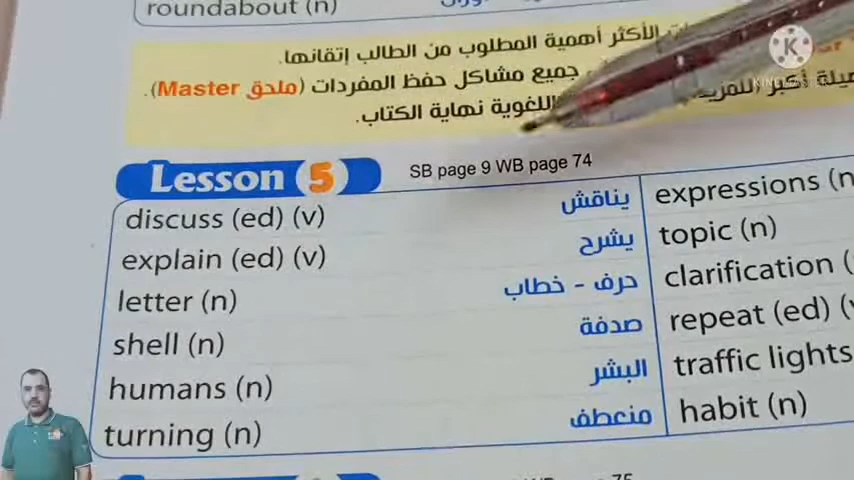 roundabout (n)
الأكثر أهمية المطلوب من الطالب إتقانها.
جميع مشاكل حفظ المفردات (ملحق Master).
اللغوية نهاية الكتاب.
KINEMASTER
Lesson (5) SB page 9 WB page 74
discuss (ed) (v) يناقش expressions (n
explain (ed) (v) يشرح topic (n)
letter (n) حرف - خطاب clarification (
shell (n) صدفة repeat (ed) (
humans (n) البشر traffic lights
turning (n) منعطف habit (n)